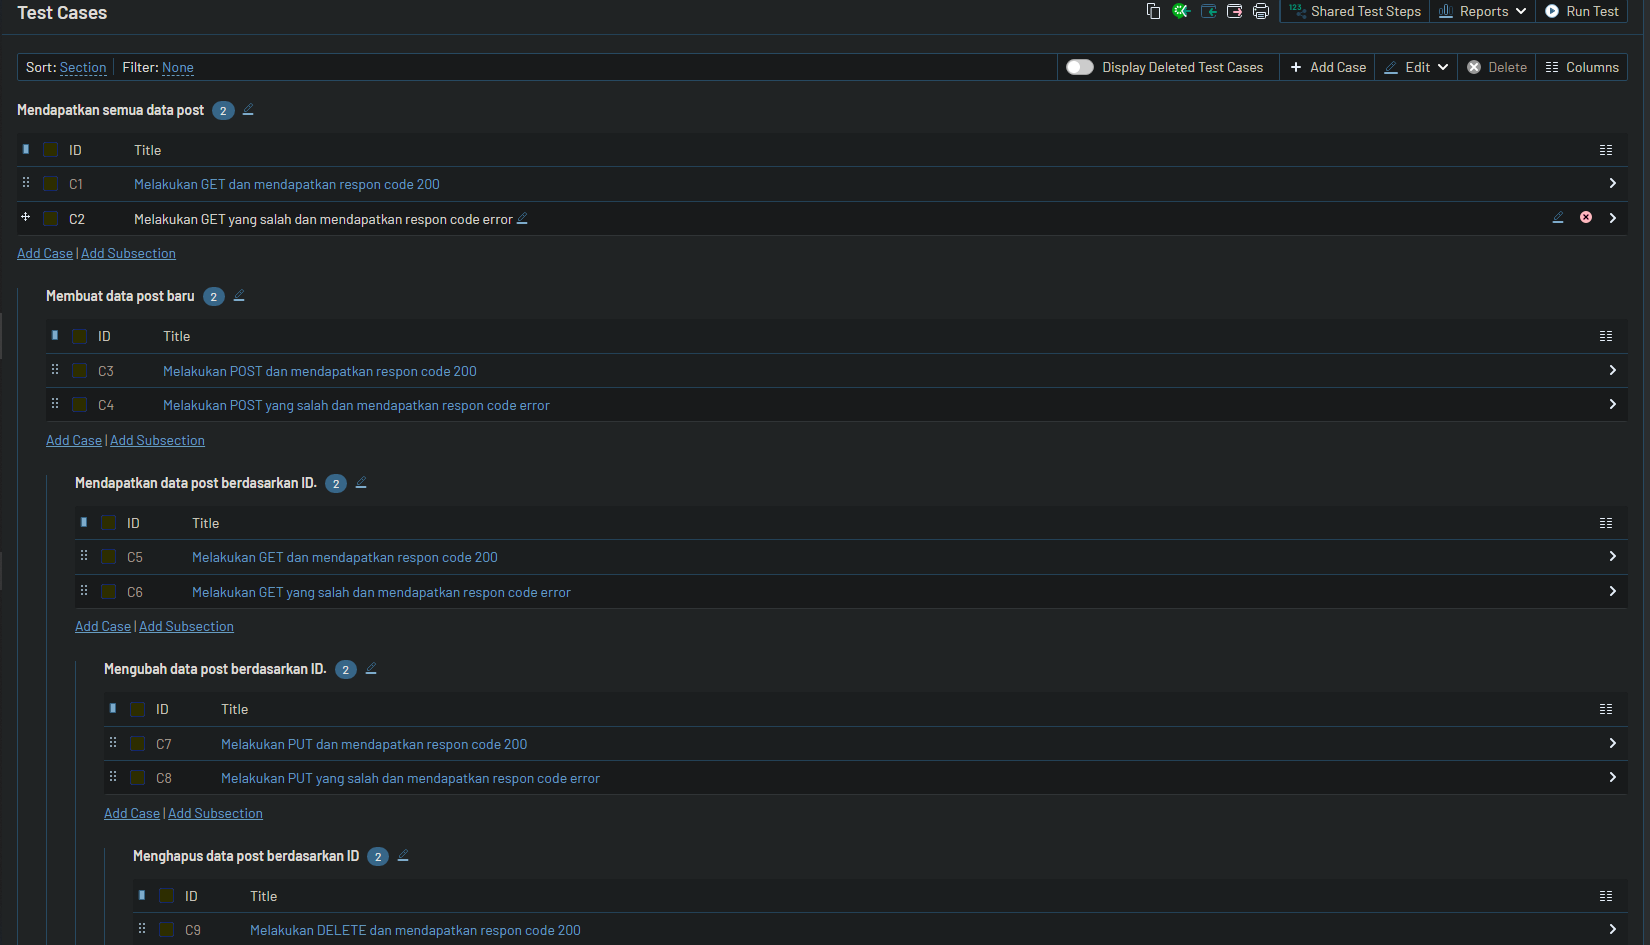 Test Cases
123 Shared Test Steps Reports Run Test
Sort: Section Filter: None Display Deleted Test Cases + Add Case Edit Delete Columns
Mendapatkan semua data post 2
ID Title
C1 Melakukan GET dan mendapatkan respon code 200
C2 Melakukan GET yang salah dan mendapatkan respon code error
Add Case | Add Subsection
Membuat data post baru 2
ID Title
C3 Melakukan POST dan mendapatkan respon code 200
C4 Melakukan POST yang salah dan mendapatkan respon code error
Add Case | Add Subsection
Mendapatkan data post berdasarkan ID. 2
ID Title
C5 Melakukan GET dan mendapatkan respon code 200
C6 Melakukan GET yang salah dan mendapatkan respon code error
Add Case | Add Subsection
Mengubah data post berdasarkan ID. 2
ID Title
C7 Melakukan PUT dan mendapatkan respon code 200
C8 Melakukan PUT yang salah dan mendapatkan respon code error
Add Case | Add Subsection
Menghapus data post berdasarkan ID 2
ID Title
C9 Melakukan DELETE dan mendapatkan respon code 200